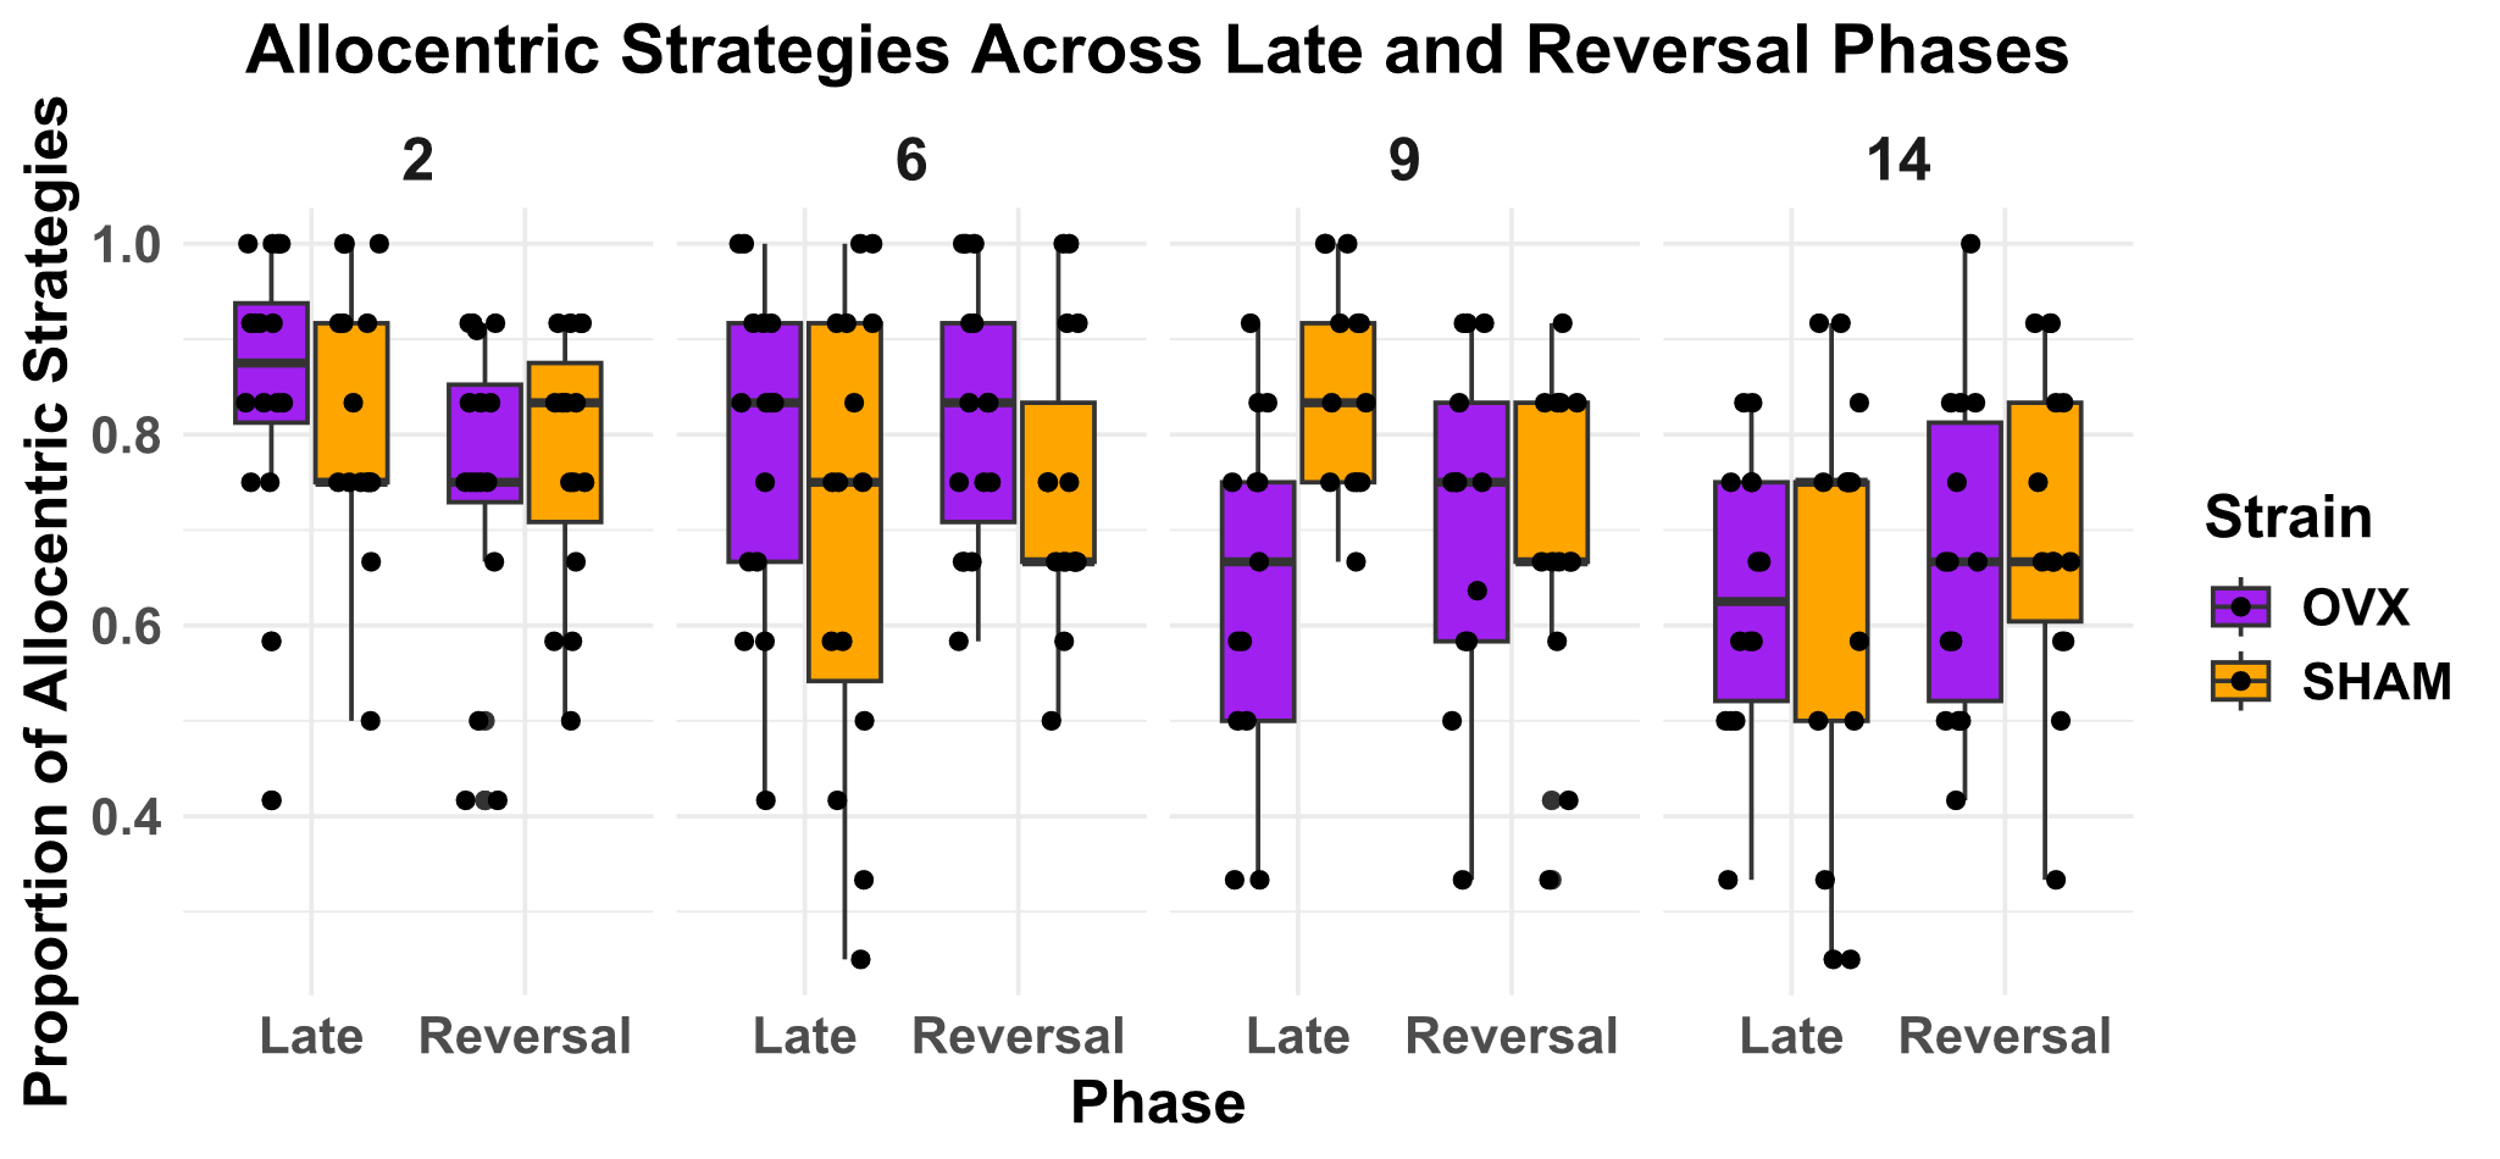 Allocentric Strategies Across Late and Reversal Phases
2 6 9 14
Proportion of Allocentric Strategies
1.0
0.8
0.6
0.4
Late Reversal Late Reversal Late Reversal Late Reversal
Phase
Strain
OVX
SHAM